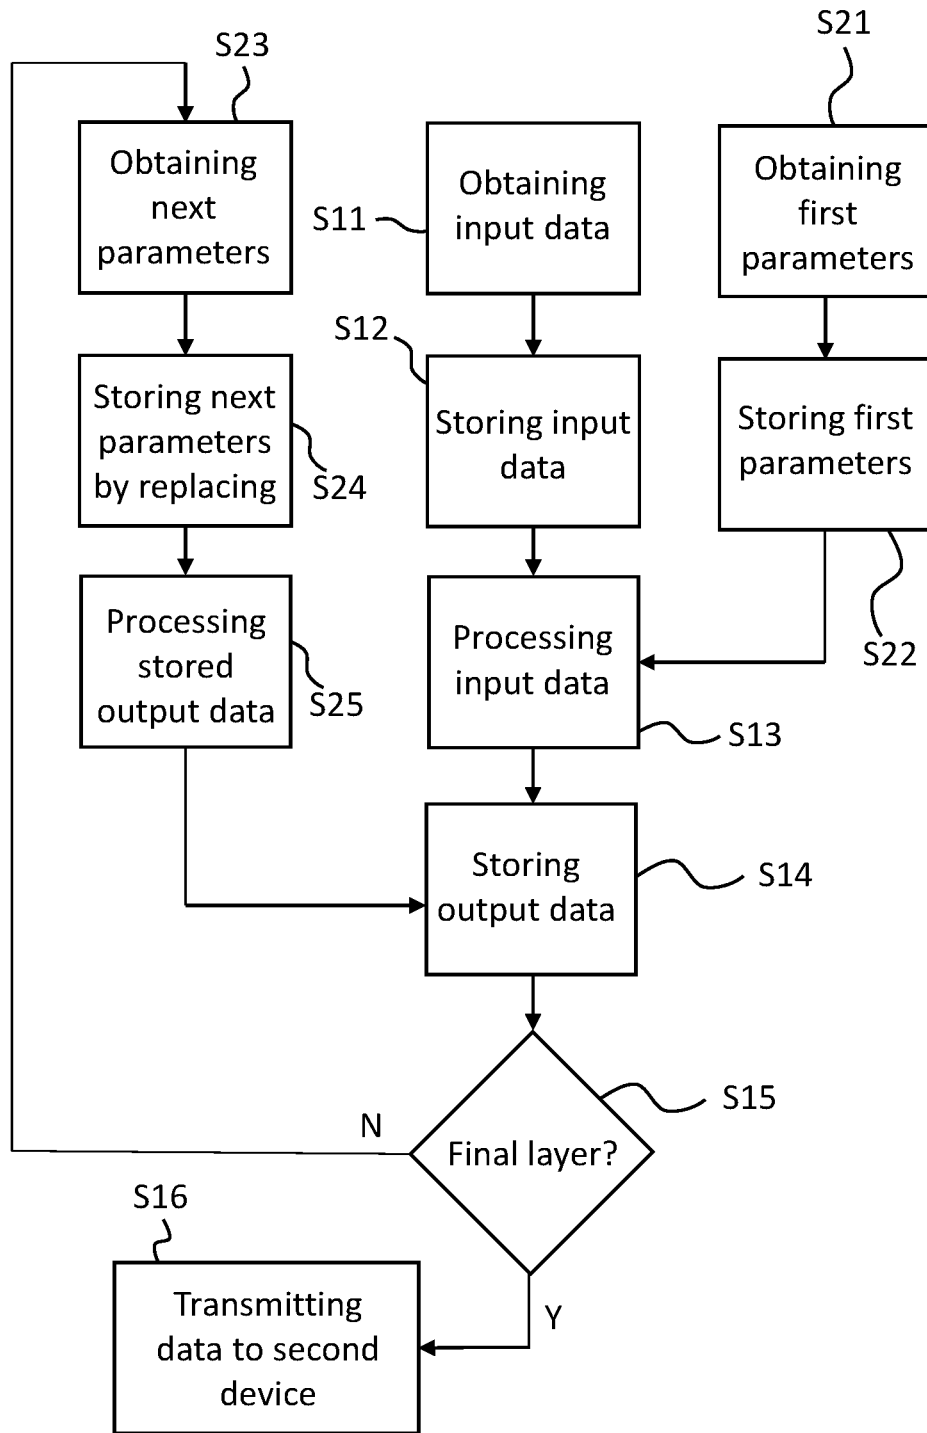 S23
S21
Obtaining
next
parameters
S11
Obtaining
input data
Obtaining
first
parameters
S12
Storing next
parameters
by replacing
S24
Storing input
data
Storing first
parameters
S22
Processing
stored
output data
S25
Processing
input data
S13
Storing
output data
S14
S15
N
Final layer?
S16
Y
Transmitting
data to second
device